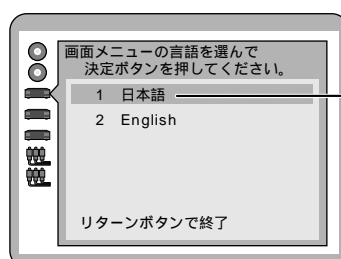 画面メニューの言語を選んで
決定ボタンを押してください。
1 日本語
2 English
リターンボタンで終了